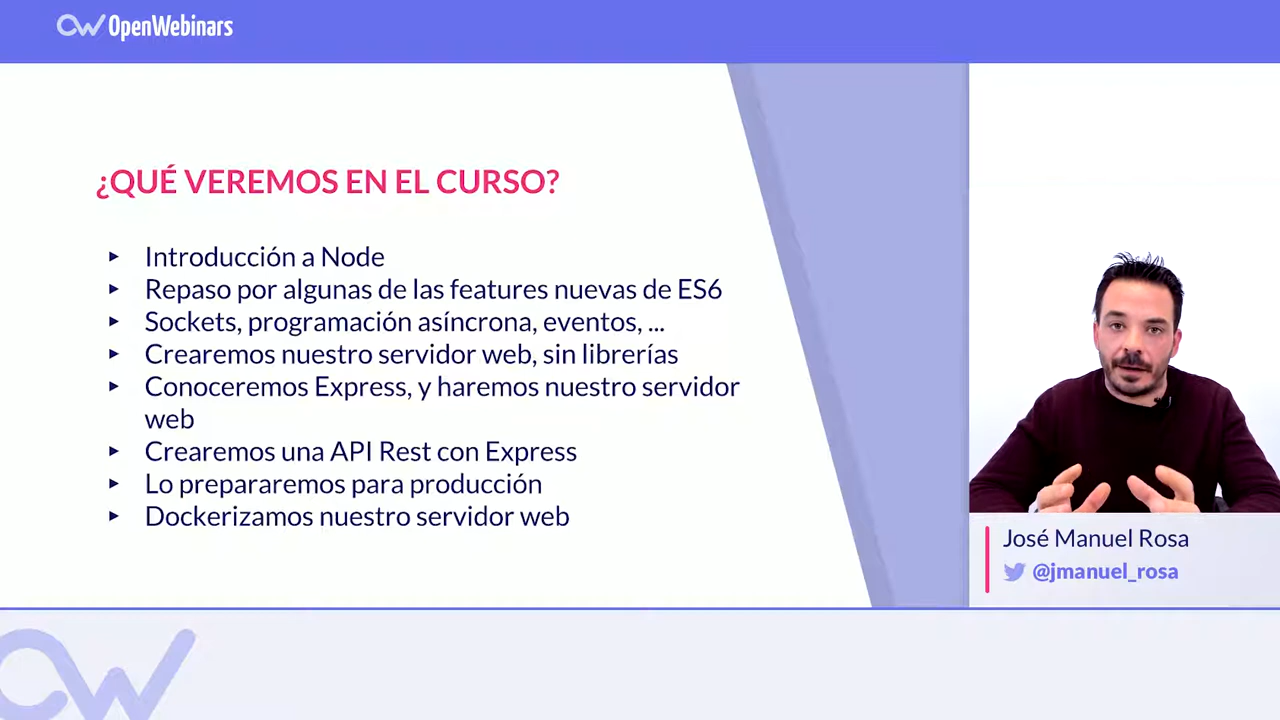 OpenWebinars
¿QUÉ VEREMOS EN EL CURSO?
‣ Introducción a Node
‣ Repaso por algunas de las features nuevas de ES6
‣ Sockets, programación asíncrona, eventos, ...
‣ Crearemos nuestro servidor web, sin librerías
‣ Conoceremos Express, y haremos nuestro servidor
web
‣ Crearemos una API Rest con Express
‣ Lo prepararemos para producción
‣ Dockerizamos nuestro servidor web
José Manuel Rosa
@jmanuel_rosa